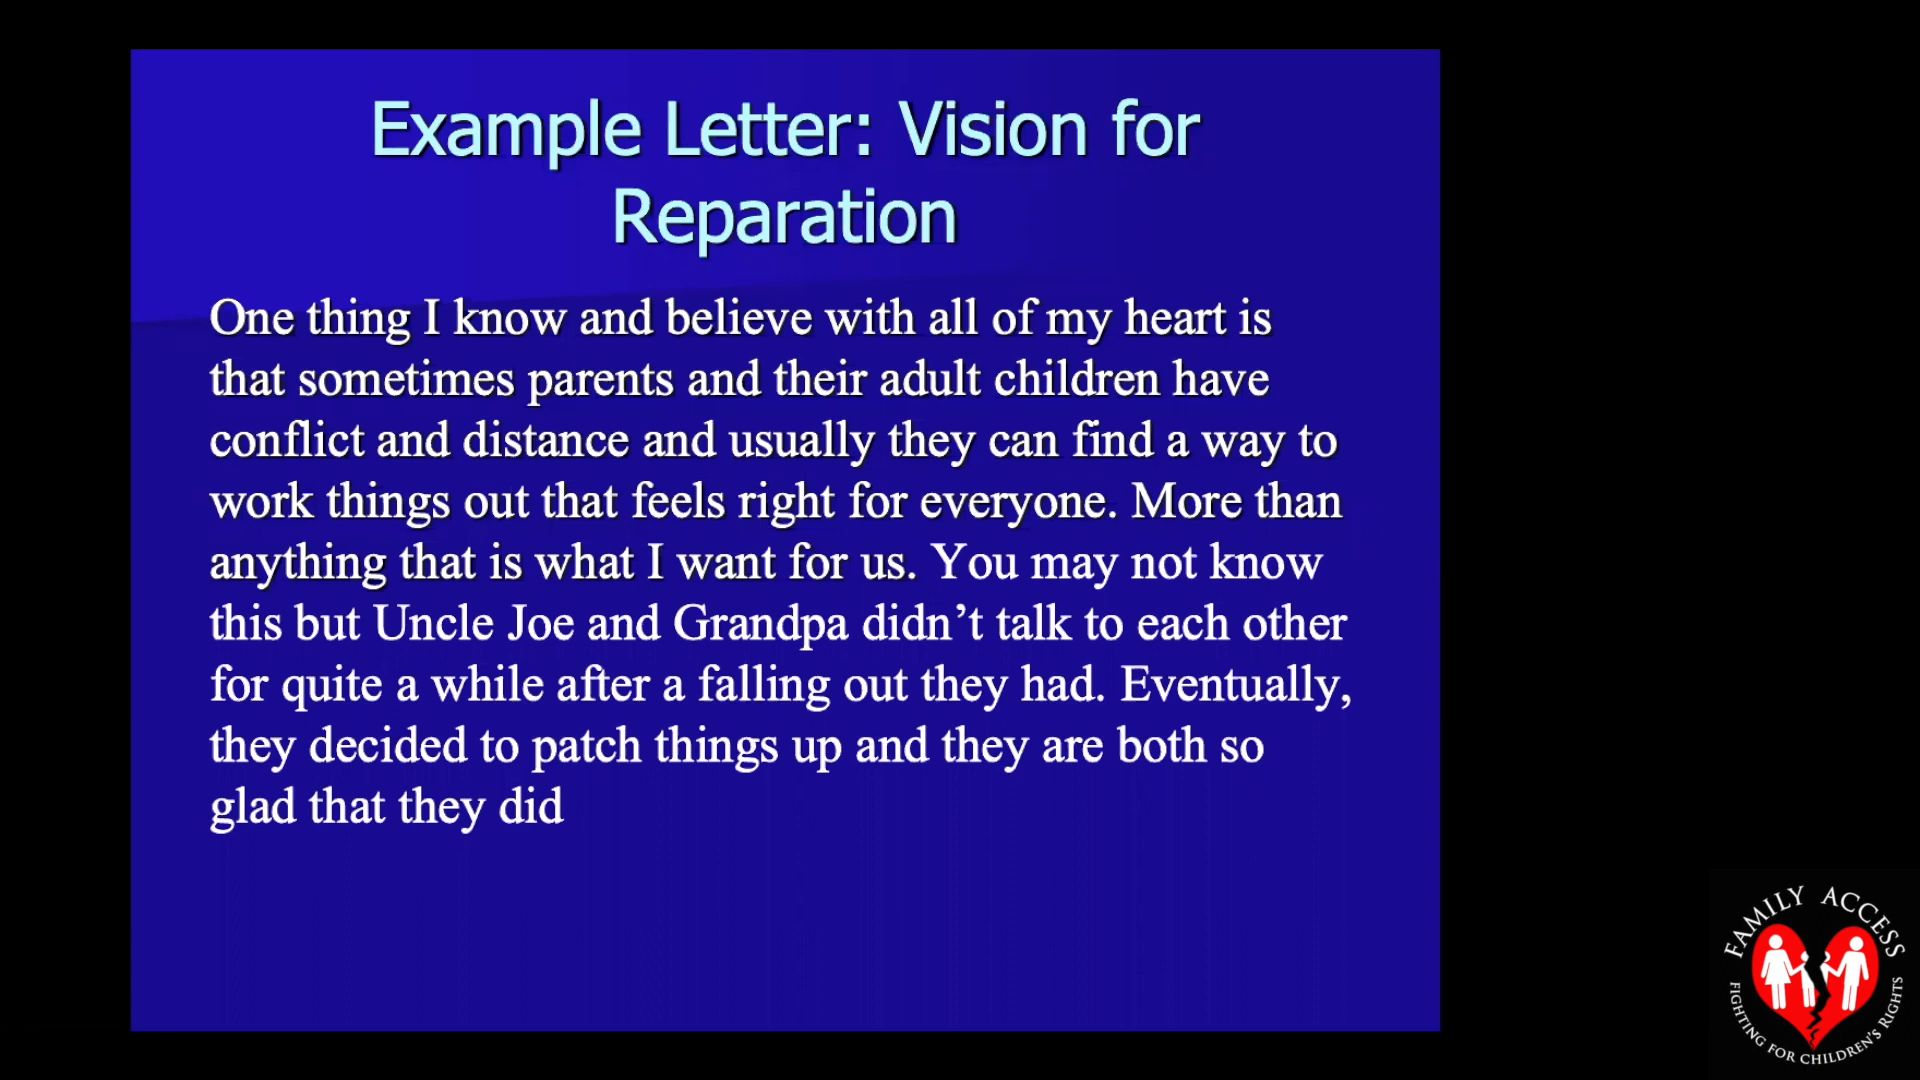 Example Letter: Vision for
Reparation
One thing I know and believe with all of my heart is
that sometimes parents and their adult children have
conflict and distance and usually they can find a way to
work things out that feels right for everyone. More than
anything that is what I want for us. You may not know
this but Uncle Joe and Grandpa didn’t talk to each other
for quite a while after a falling out they had. Eventually,
they decided to patch things up and they are both so
glad that they did
FAMILY ACCESS
FIGHTING FOR CHILDREN'S RIGHTS